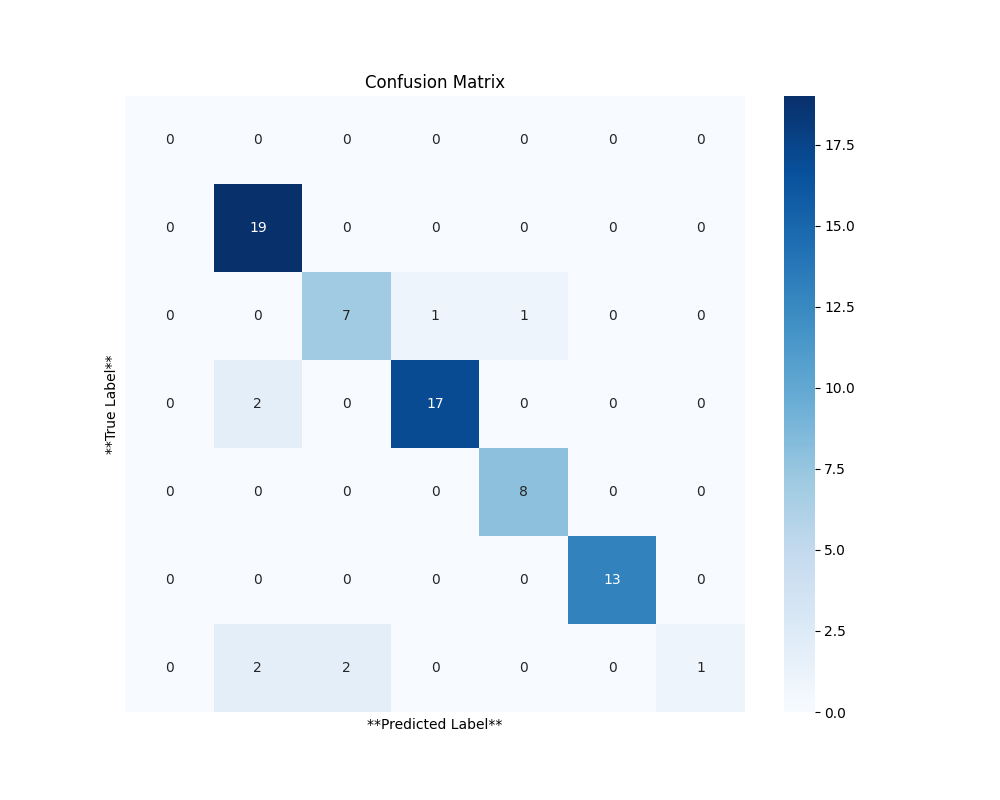 Confusion Matrix
0 0 0 0 0 0 0
0 19 0 0 0 0 0
0 0 7 1 1 0 0
0 2 0 17 0 0 0
0 0 0 0 8 0 0
0 0 0 0 0 13 0
0 2 2 0 0 0 1
**True Label**
**Predicted Label**
17.5
15.0
12.5
10.0
7.5
5.0
2.5
0.0